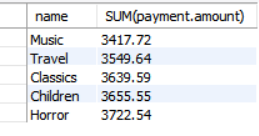 name SUM(payment.amount)
Music 3417.72
Travel 3549.64
Classics 3639.59
Children 3655.55
Horror 3722.54